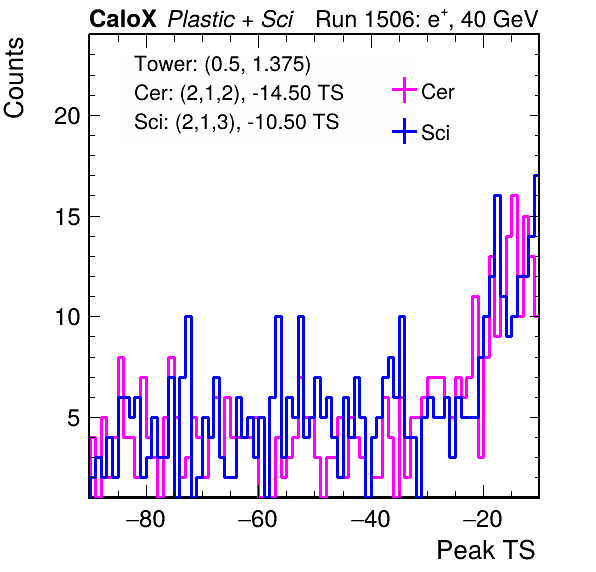 CaloX Plastic + Sci Run 1506: e+, 40 GeV
Counts
Tower: (0.5, 1.375)
Cer: (2,1,2), -14.50 TS
Sci: (2,1,3), -10.50 TS
Cer
Sci
20
15
10
5
−80 −60 −40 −20
Peak TS